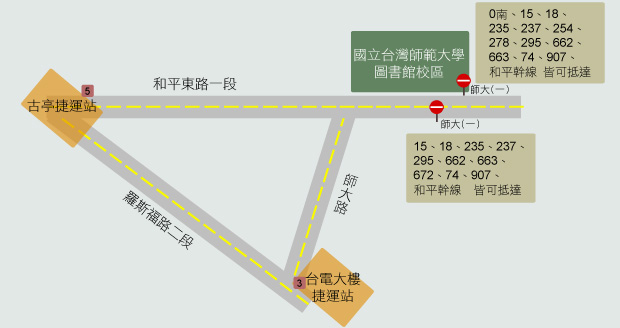 0南、15、18、
235、237、254、
278、295、662、
663、74、907、
和平幹線 皆可抵達
國立台灣師範大學
圖書館校區
師大(一)
5
和平東路一段
古亭捷運站
師大(一)
15、18、235、237、
295、662、663、
672、74、907、
和平幹線 皆可抵達
師大路
羅斯福路二段
3
台電大樓
捷運站